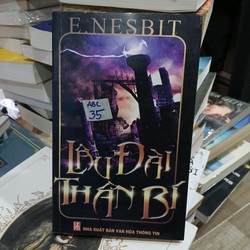 E. NESBIT
ABC
35
LÂU ĐÀI
THẦN BÍ
NHÀ XUẤT BẢN VĂN HÓA THÔNG TIN